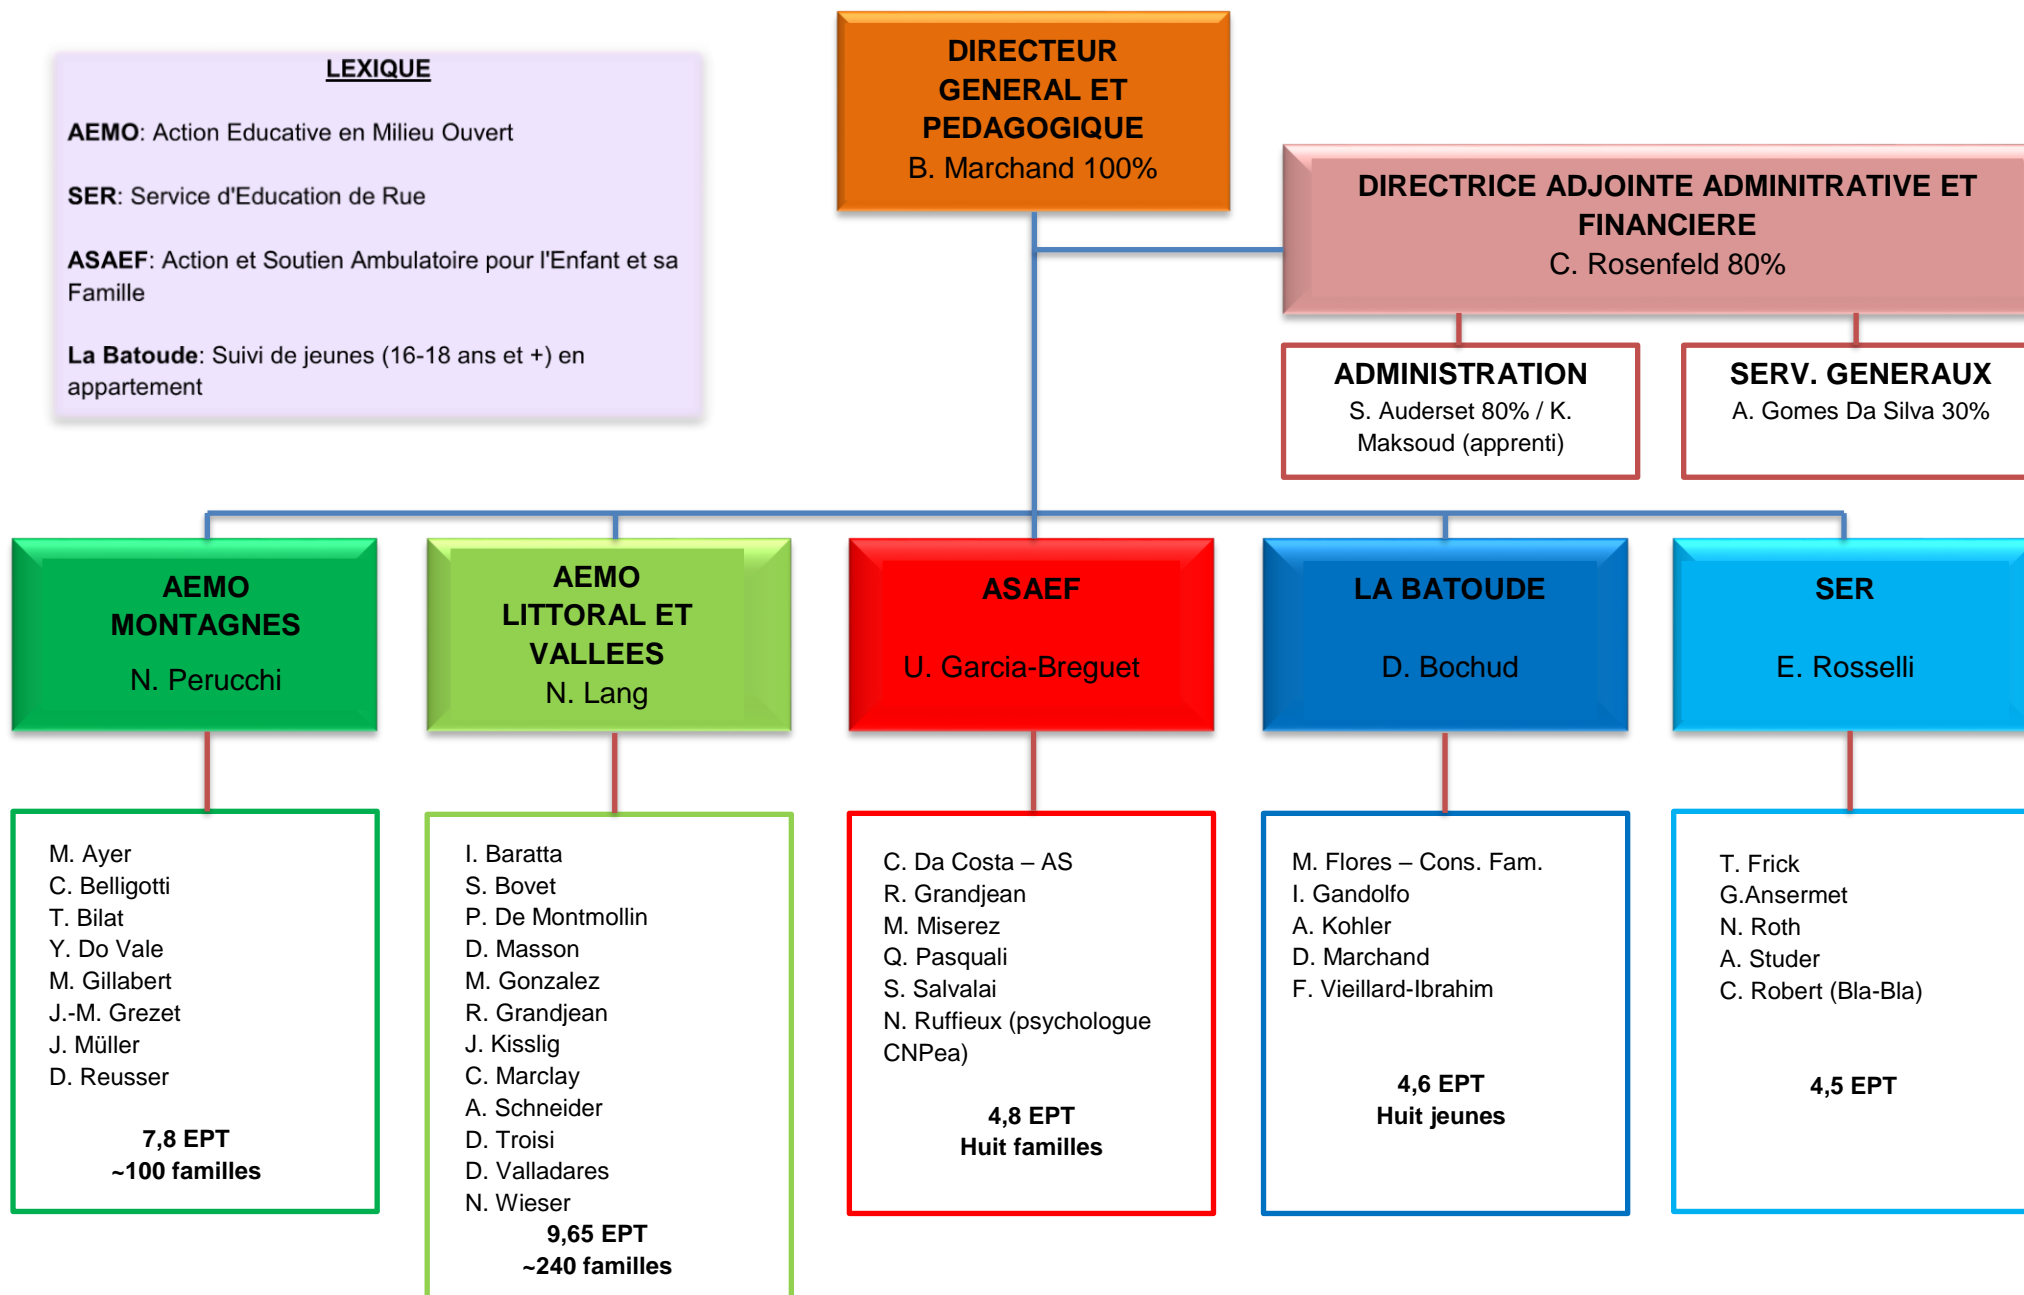 LEXIQUE
AEMO: Action Educative en Milieu Ouvert
SER: Service d'Education de Rue
ASAEF: Action et Soutien Ambulatoire pour l'Enfant et sa
Famille
La Batoude: Suivi de jeunes (16-18 ans et +) en
appartement
DIRECTEUR
GENERAL ET
PEDAGOGIQUE
B. Marchand 100%
DIRECTRICE ADJOINTE ADMINITRATIVE ET
FINANCIERE
C. Rosenfeld 80%
ADMINISTRATION
S. Auderset 80% / K.
Maksoud (apprenti)
SERV. GENERAUX
A. Gomes Da Silva 30%
AEMO
MONTAGNES
N. Perucchi
AEMO
LITTORAL ET
VALLEES
N. Lang
ASAEF
U. Garcia-Breguet
LA BATOUDE
D. Bochud
SER
E. Rosselli
M. Ayer
C. Belligotti
T. Bilat
Y. Do Vale
M. Gillabert
J.-M. Grezet
J. Müller
D. Reusser
7,8 EPT
~100 familles
I. Baratta
S. Bovet
P. De Montmollin
D. Masson
M. Gonzalez
R. Grandjean
J. Kisslig
C. Marclay
A. Schneider
D. Troisi
D. Valladares
N. Wieser
9,65 EPT
~240 familles
C. Da Costa – AS
R. Grandjean
M. Miserez
Q. Pasquali
S. Salvalai
N. Ruffieux (psychologue
CNPea)
4,8 EPT
Huit familles
M. Flores – Cons. Fam.
I. Gandolfo
A. Kohler
D. Marchand
F. Vieillard-Ibrahim
4,6 EPT
Huit jeunes
T. Frick
G.Ansermet
N. Roth
A. Studer
C. Robert (Bla-Bla)
4,5 EPT